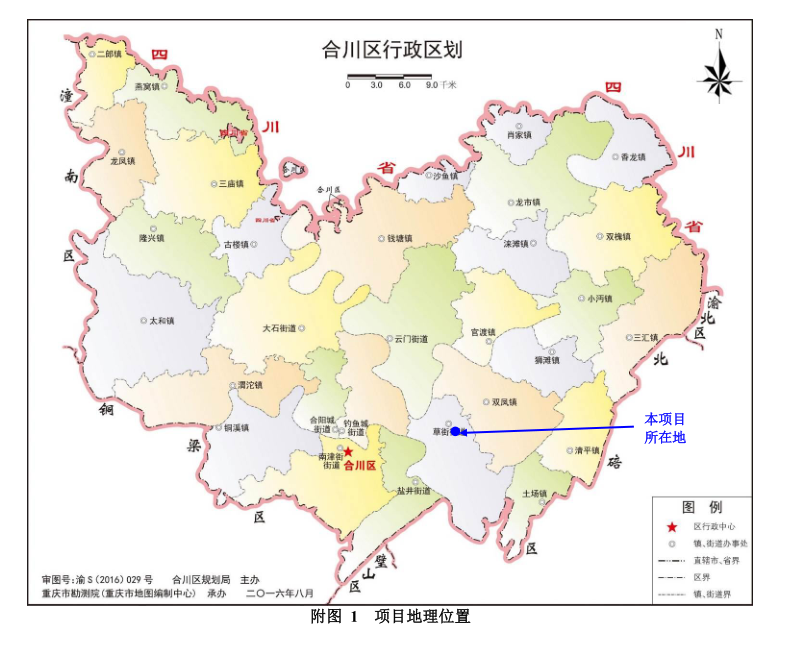 合川区行政区划
N
0 3.0 6.0 9.0 千米
四
川
省
四
川
省
潼
南
区
铜
梁
区
璧
山
区
北
碚
区
渝
北
区
二郎镇
燕窝镇
龙凤镇
三庙镇
合川区
合川区
肖家镇
香龙镇
沙鱼镇
龙市镇
隆兴镇
古楼镇
钱塘镇
涞滩镇
双槐镇
太和镇
大石街道
云门街道
官渡镇
小沔镇
三汇镇
狮滩镇
渭沱镇
双凤镇
铜溪镇
合阳城
街道
钓鱼城
街道
草街
本项目
所在地
南津街
街道
合川区
清平镇
盐井街道
土场镇
图 例
区行政中心
镇、街道办事处
直辖市、省界
区界
镇、街道界
审图号:渝S(2016)029号 合川区规划局 主办
重庆市勘测院(重庆市地图编制中心) 承办 二〇一六年八月
附图 1 项目地理位置